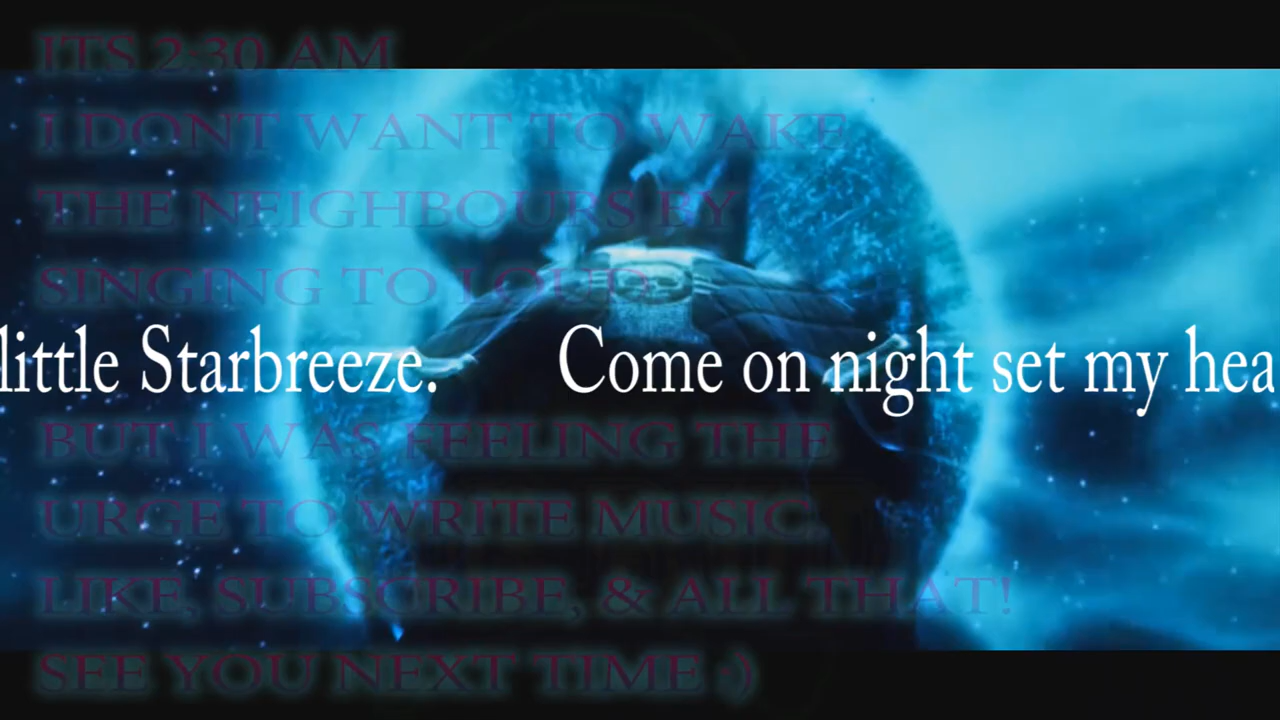 ITS 2:30 AM
I DONT WANT TO WAKE
THE NEIGHBOURS BY
SINGING TO LOUD.
little Starbreeze. Come on night set my hea
BUT I WAS FEELING THE
URGE TO WRITE MUSIC.
LIKE, SUBSCRIBE, & ALL THAT!
SEE YOU NEXT TIME :)